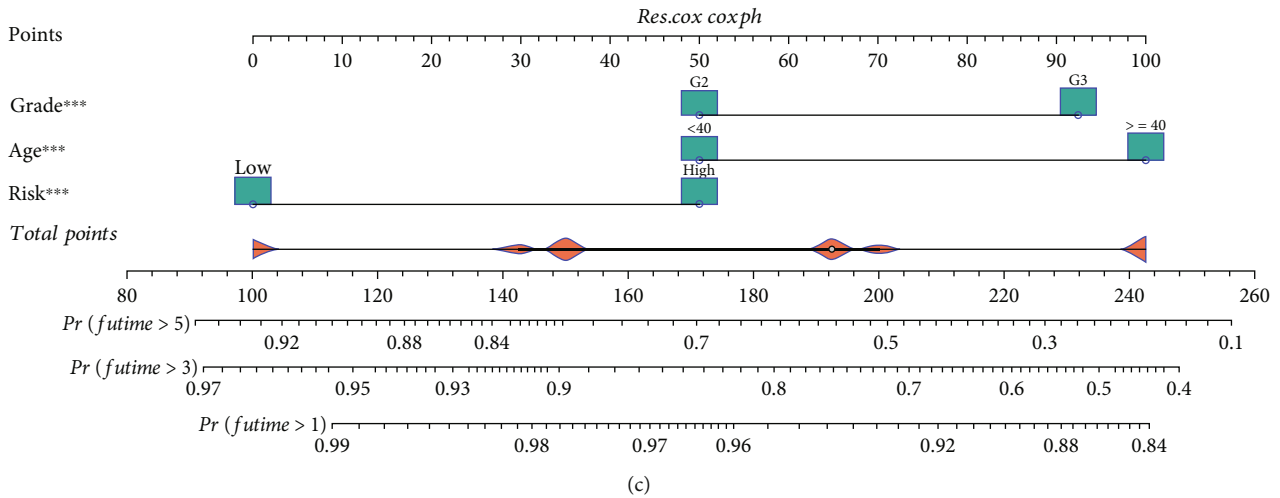 Res.cox coxph
Points
0 10 20 30 40 50 60 70 80 90 100
G2 G3
Grade***
<40 > = 40
Age***
Low High
Risk***
Total points
80 100 120 140 160 180 200 220 240 260
Pr (futime > 5)
0.92 0.88 0.84 0.7 0.5 0.3 0.1
Pr (futime > 3)
0.97 0.95 0.93 0.9 0.8 0.7 0.6 0.5 0.4
Pr (futime > 1)
0.99 0.98 0.97 0.96 0.92 0.88 0.84
(c)